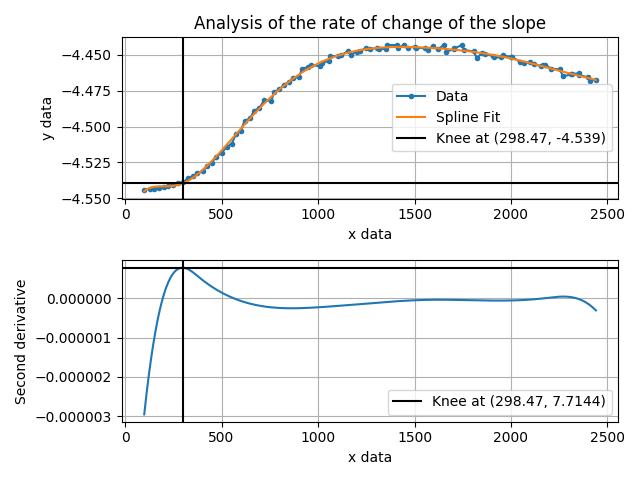 Analysis of the rate of change of the slope
−4.450
−4.475
−4.500
−4.525
−4.550
y data
Data
Spline Fit
Knee at (298.47, -4.539)
0
500
1000
1500
2000
2500
x data
0.000000
−0.000001
−0.000002
−0.000003
Second derivative
Knee at (298.47, 7.7144)
0
500
1000
1500
2000
2500
x data